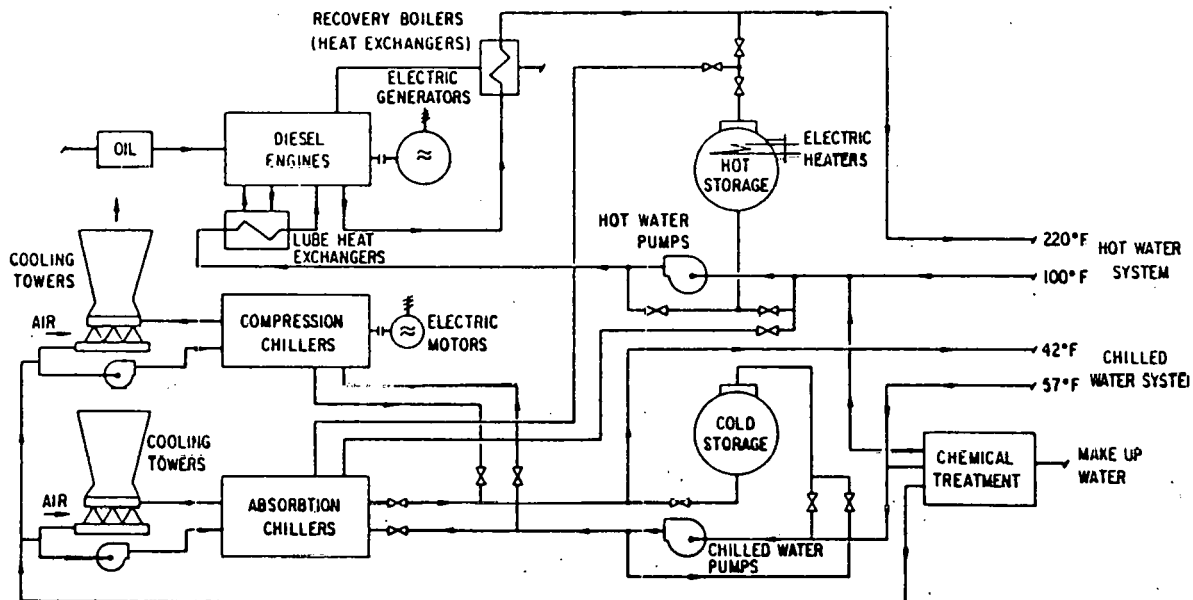 RECOVERY BOILERS
(HEAT EXCHANGERS)
ELECTRIC
GENERATORS
OIL
DIESEL
ENGINES
≈
HOT
STORAGE
ELECTRIC
HEATERS
LUBE HEAT
EXCHANGERS
HOT WATER
PUMPS
220°F
HOT WATER
SYSTEM
100°F
COOLING
TOWERS
AIR
COMPRESSION
CHILLERS
≈
ELECTRIC
MOTORS
42°F
CHILLED
WATER SYSTE
57°F
COLD
STORAGE
COOLING
TOWERS
AIR
ABSORBTION
CHILLERS
CHILLED WATER
PUMPS
CHEMICAL
TREATMENT
MAKE UP
WATER